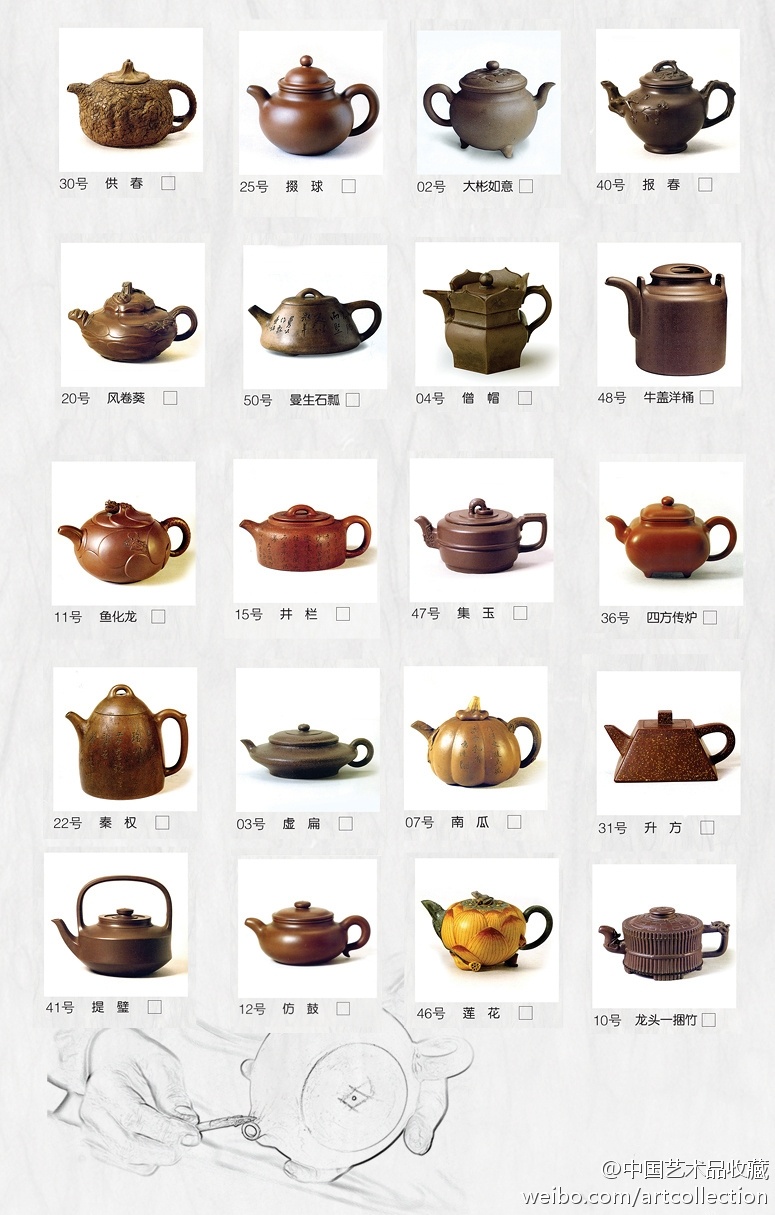 30号 供 春 □
25号 掇 球 □
02号 大彬如意 □
40号 报 春 □
20号 风卷葵 □
50号 曼生石瓢 □
04号 僧 帽 □
48号 牛盖洋桶 □
11号 鱼化龙 □
15号 井 栏 □
47号 集 玉 □
36号 四方传炉 □
22号 秦 权 □
03号 虚 扁 □
07号 南 瓜 □
31号 升 方 □
41号 提 璧 □
12号 仿 鼓 □
46号 莲 花 □
10号 龙头一捆竹 □
@中国艺术品收藏
weibo.com/artcollection